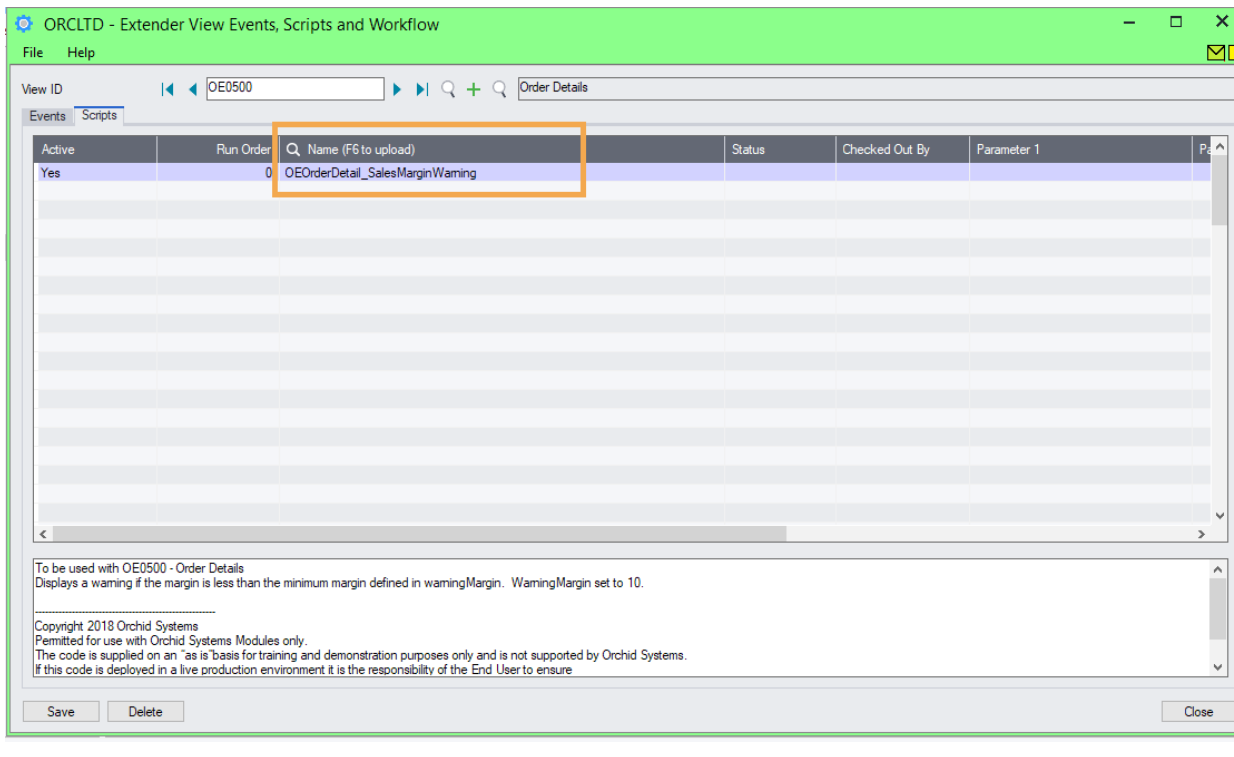 ORCLTD - Extender View Events, Scripts and Workflow
File Help
View ID OE0500 Order Details
Events Scripts
Active Run Order Name (F6 to upload) Status Checked Out By Parameter 1
Yes 0 OEOrderDetail_SalesMarginWarning
To be used with OE0500 - Order Details
Displays a warning if the margin is less than the minimum margin defined in warningMargin. WarningMargin set to 10.
------------------------------------------------------
Copyright 2018 Orchid Systems
Permitted for use with Orchid Systems Modules only.
The code is supplied on an "as is"basis for training and demonstration purposes only and is not supported by Orchid Systems.
If this code is deployed in a live production environment it is the responsibility of the End User to ensure
Save Delete Close